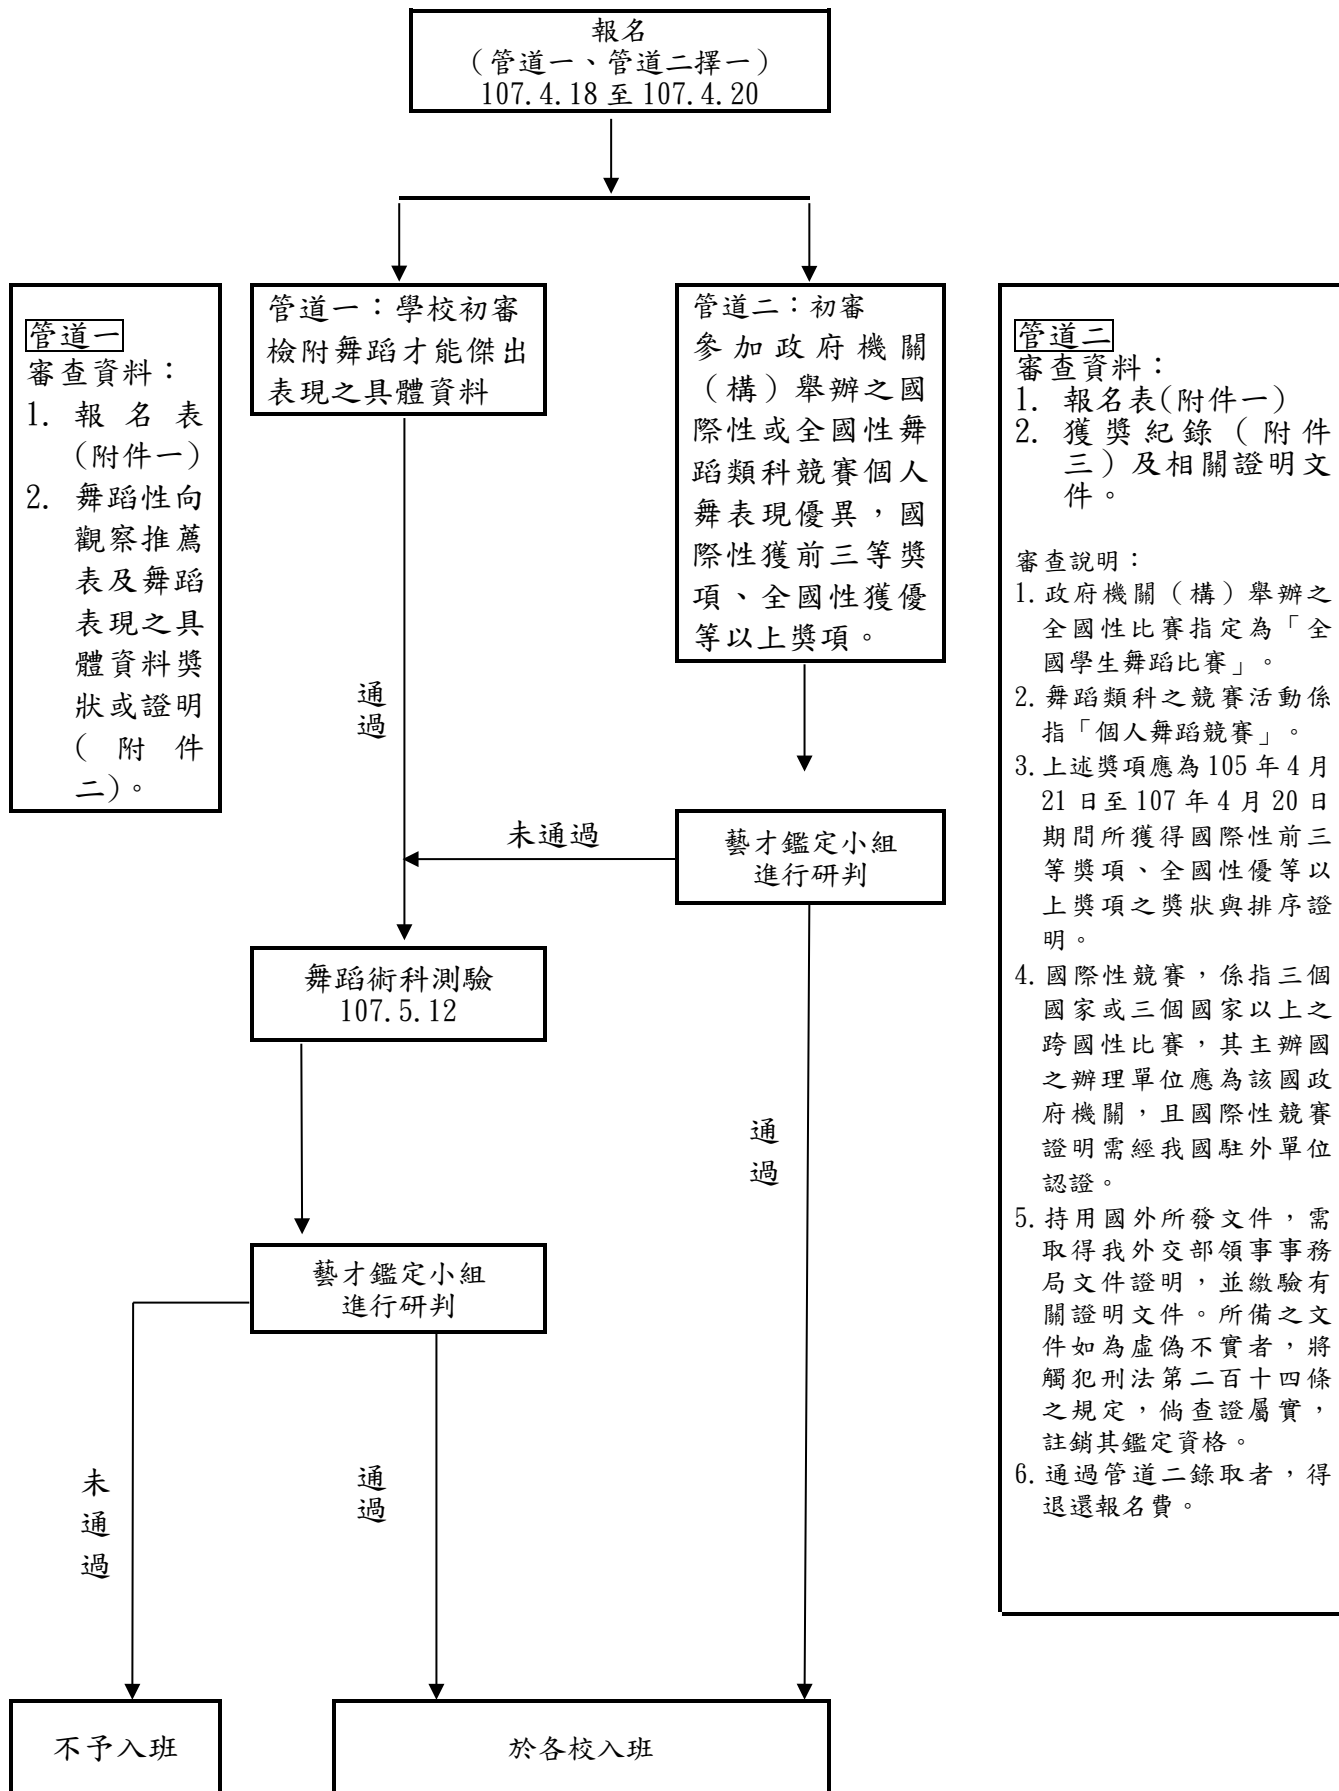 報名
（管道一、管道二擇一）
107.4.18 至 107.4.20
管道一
審查資料：
1. 報名表
(附件一)
2. 舞蹈性向
觀察推薦
表及舞蹈
表現之具
體資料獎
狀或證明
(附件
二)。
管道一：學校初審
檢附舞蹈才能傑出
表現之具體資料
管道二：初審
參加政府機關
（構）舉辦之國
際性或全國性舞
蹈類科競賽個人
舞表現優異，國
際性獲前三等獎
項、全國性獲優
等以上獎項。
管道二
審查資料：
1. 報名表(附件一)
2. 獲獎紀錄（附件
三）及相關證明文
件。
審查說明：
1.政府機關（構）舉辦之
全國性比賽指定為「全
國學生舞蹈比賽」。
2.舞蹈類科之競賽活動係
指「個人舞蹈競賽」。
3.上述獎項應為 105 年 4 月
21 日至 107 年 4 月 20 日
期間所獲得國際性前三
等獎項、全國性優等以
上獎項之獎狀與排序證
明。
4.國際性競賽，係指三個
國家或三個國家以上之
跨國性比賽，其主辦國
之辦理單位應為該國政
府機關，且國際性競賽
證明需經我國駐外單位
認證。
5.持用國外所發文件，需
取得我外交部領事事務
局文件證明，並繳驗有
關證明文件。所備之文
件如為虛偽不實者，將
觸犯刑法第二百十四條
之規定，倘查證屬實，
註銷其鑑定資格。
6.通過管道二錄取者，得
退還報名費。
通過
未通過
藝才鑑定小組
進行研判
舞蹈術科測驗
107.5.12
通過
藝才鑑定小組
進行研判
未通過
通過
不予入班
於各校入班